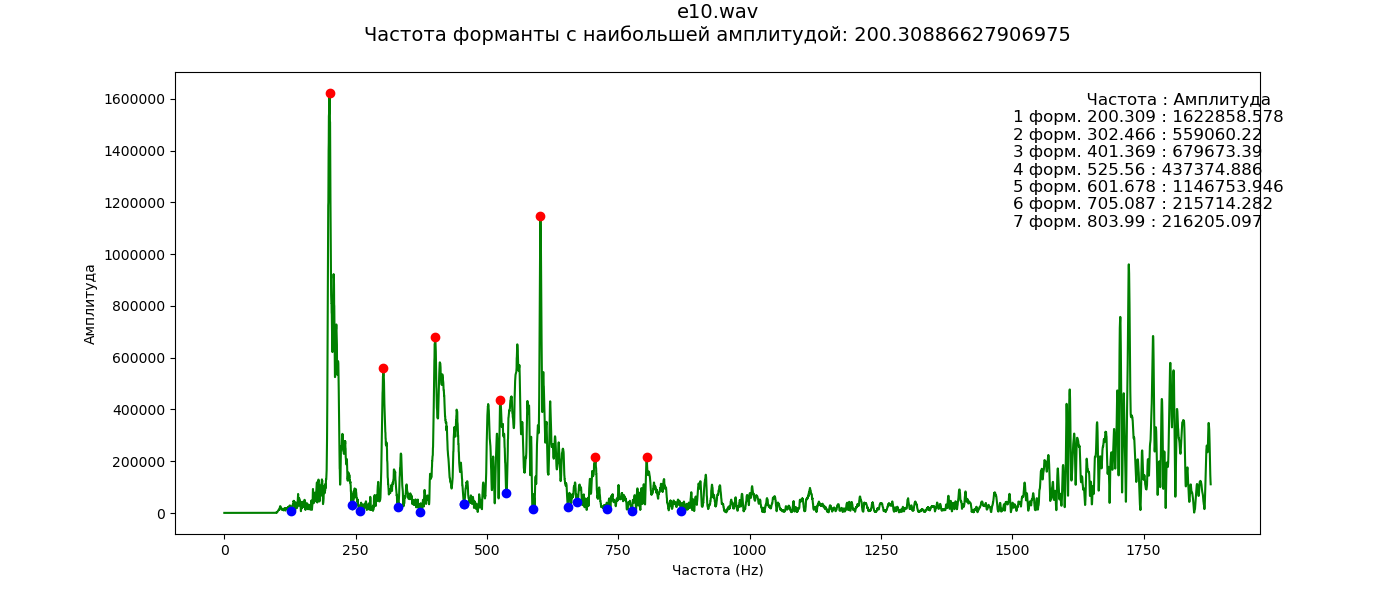 e10.wav
Частота форманты с наибольшей амплитудой: 200.30886627906975
Частота : Амплитуда
1 форм. 200.309 : 1622858.578
2 форм. 302.466 : 559060.22
3 форм. 401.369 : 679673.39
4 форм. 525.56 : 437374.886
5 форм. 601.678 : 1146753.946
6 форм. 705.087 : 215714.282
7 форм. 803.99 : 216205.097
Амплитуда
1600000
1400000
1200000
1000000
800000
600000
400000
200000
0
0 250 500 750 1000 1250 1500 1750
Частота (Hz)